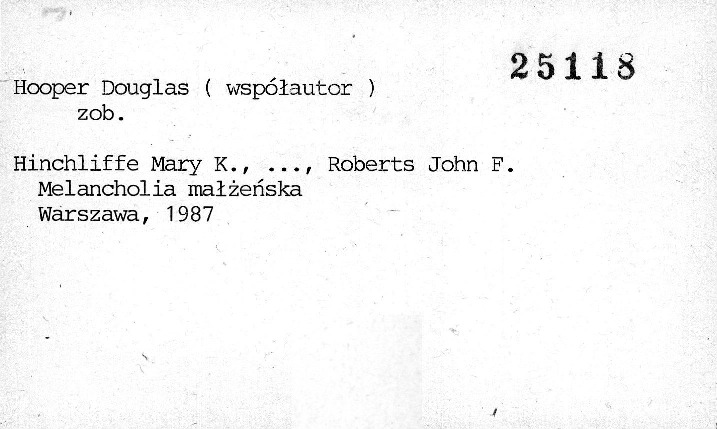 25118
Hooper Douglas ( współautor )
zob.
Hinchliffe Mary K., ..., Roberts John F.
Melancholia małżeńska
Warszawa, 1987